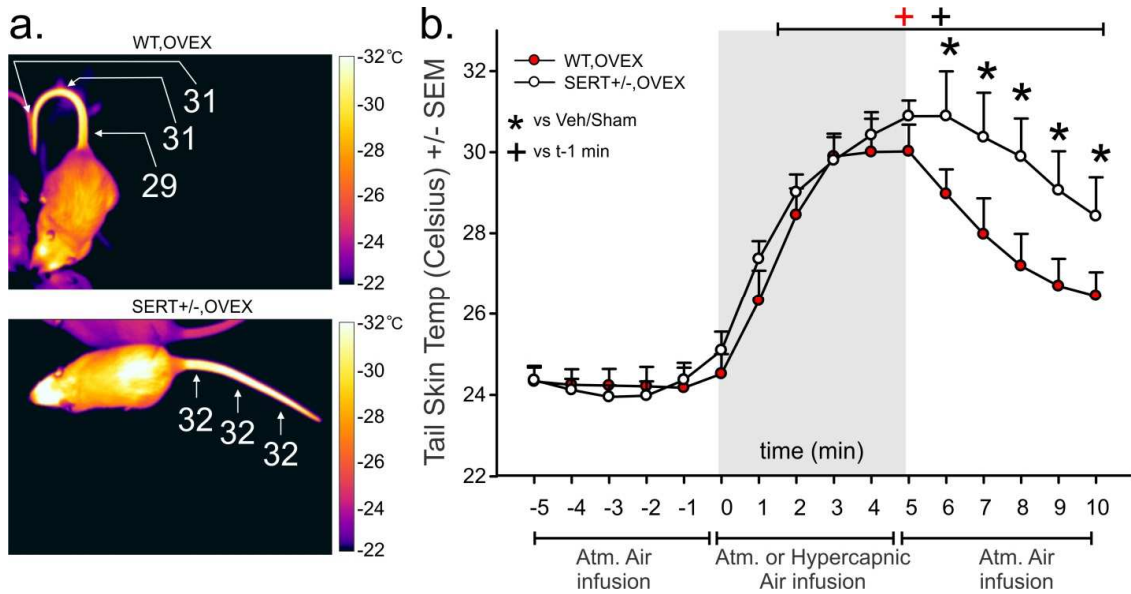 a.
WT,OVEX
-32°C
-30
-28
-26
-24
-22
31
31
29
SERT+/-,OVEX
-32°C
-30
-28
-26
-24
-22
32
32
32
b.
+ +
WT,OVEX
SERT+/-,OVEX
* vs Veh/Sham
+ vs t-1 min
* * * * *
Tail Skin Temp (Celsius) +/- SEM
32
30
28
26
24
22
time (min)
-5 -4 -3 -2 -1 0 1 2 3 4 5 6 7 8 9 10
Atm. Air
infusion
Atm. or Hypercapnic
Air infusion
Atm. Air
infusion